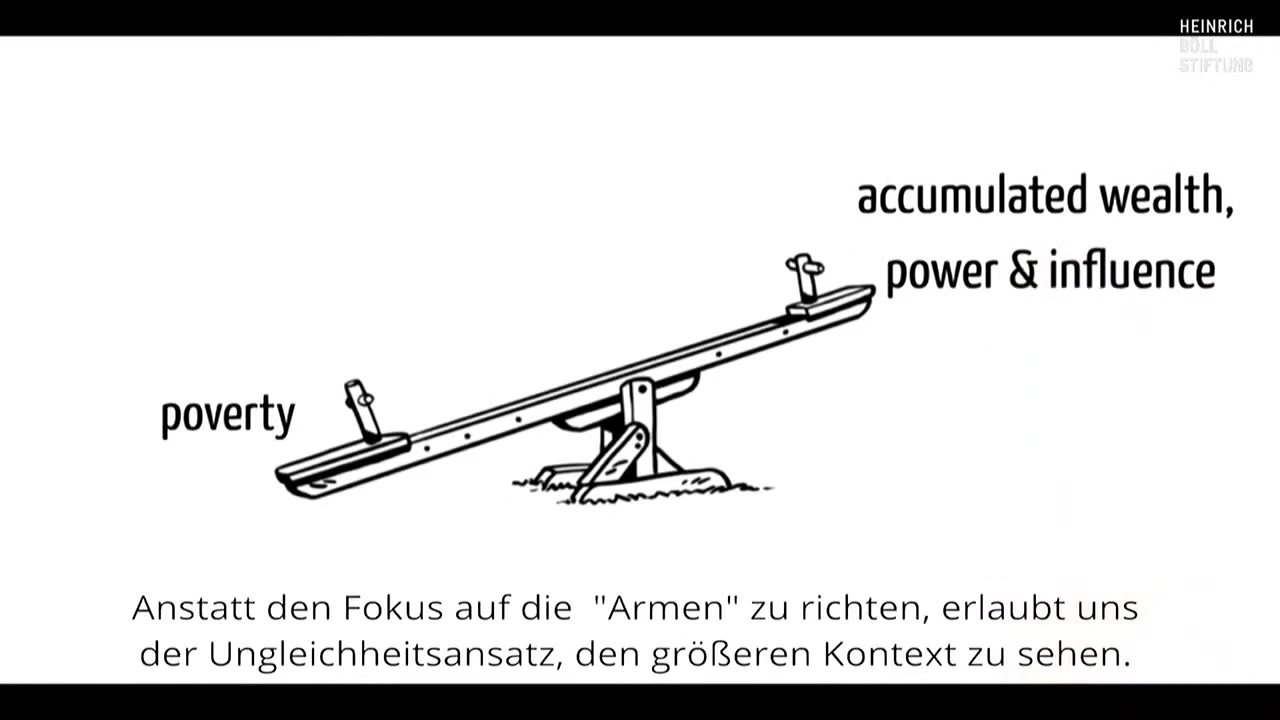 HEINRICH
BÖLL
STIFTUNG
accumulated wealth,
power & influence
poverty
Anstatt den Fokus auf die "Armen" zu richten, erlaubt uns
der Ungleichheitsansatz, den größeren Kontext zu sehen.